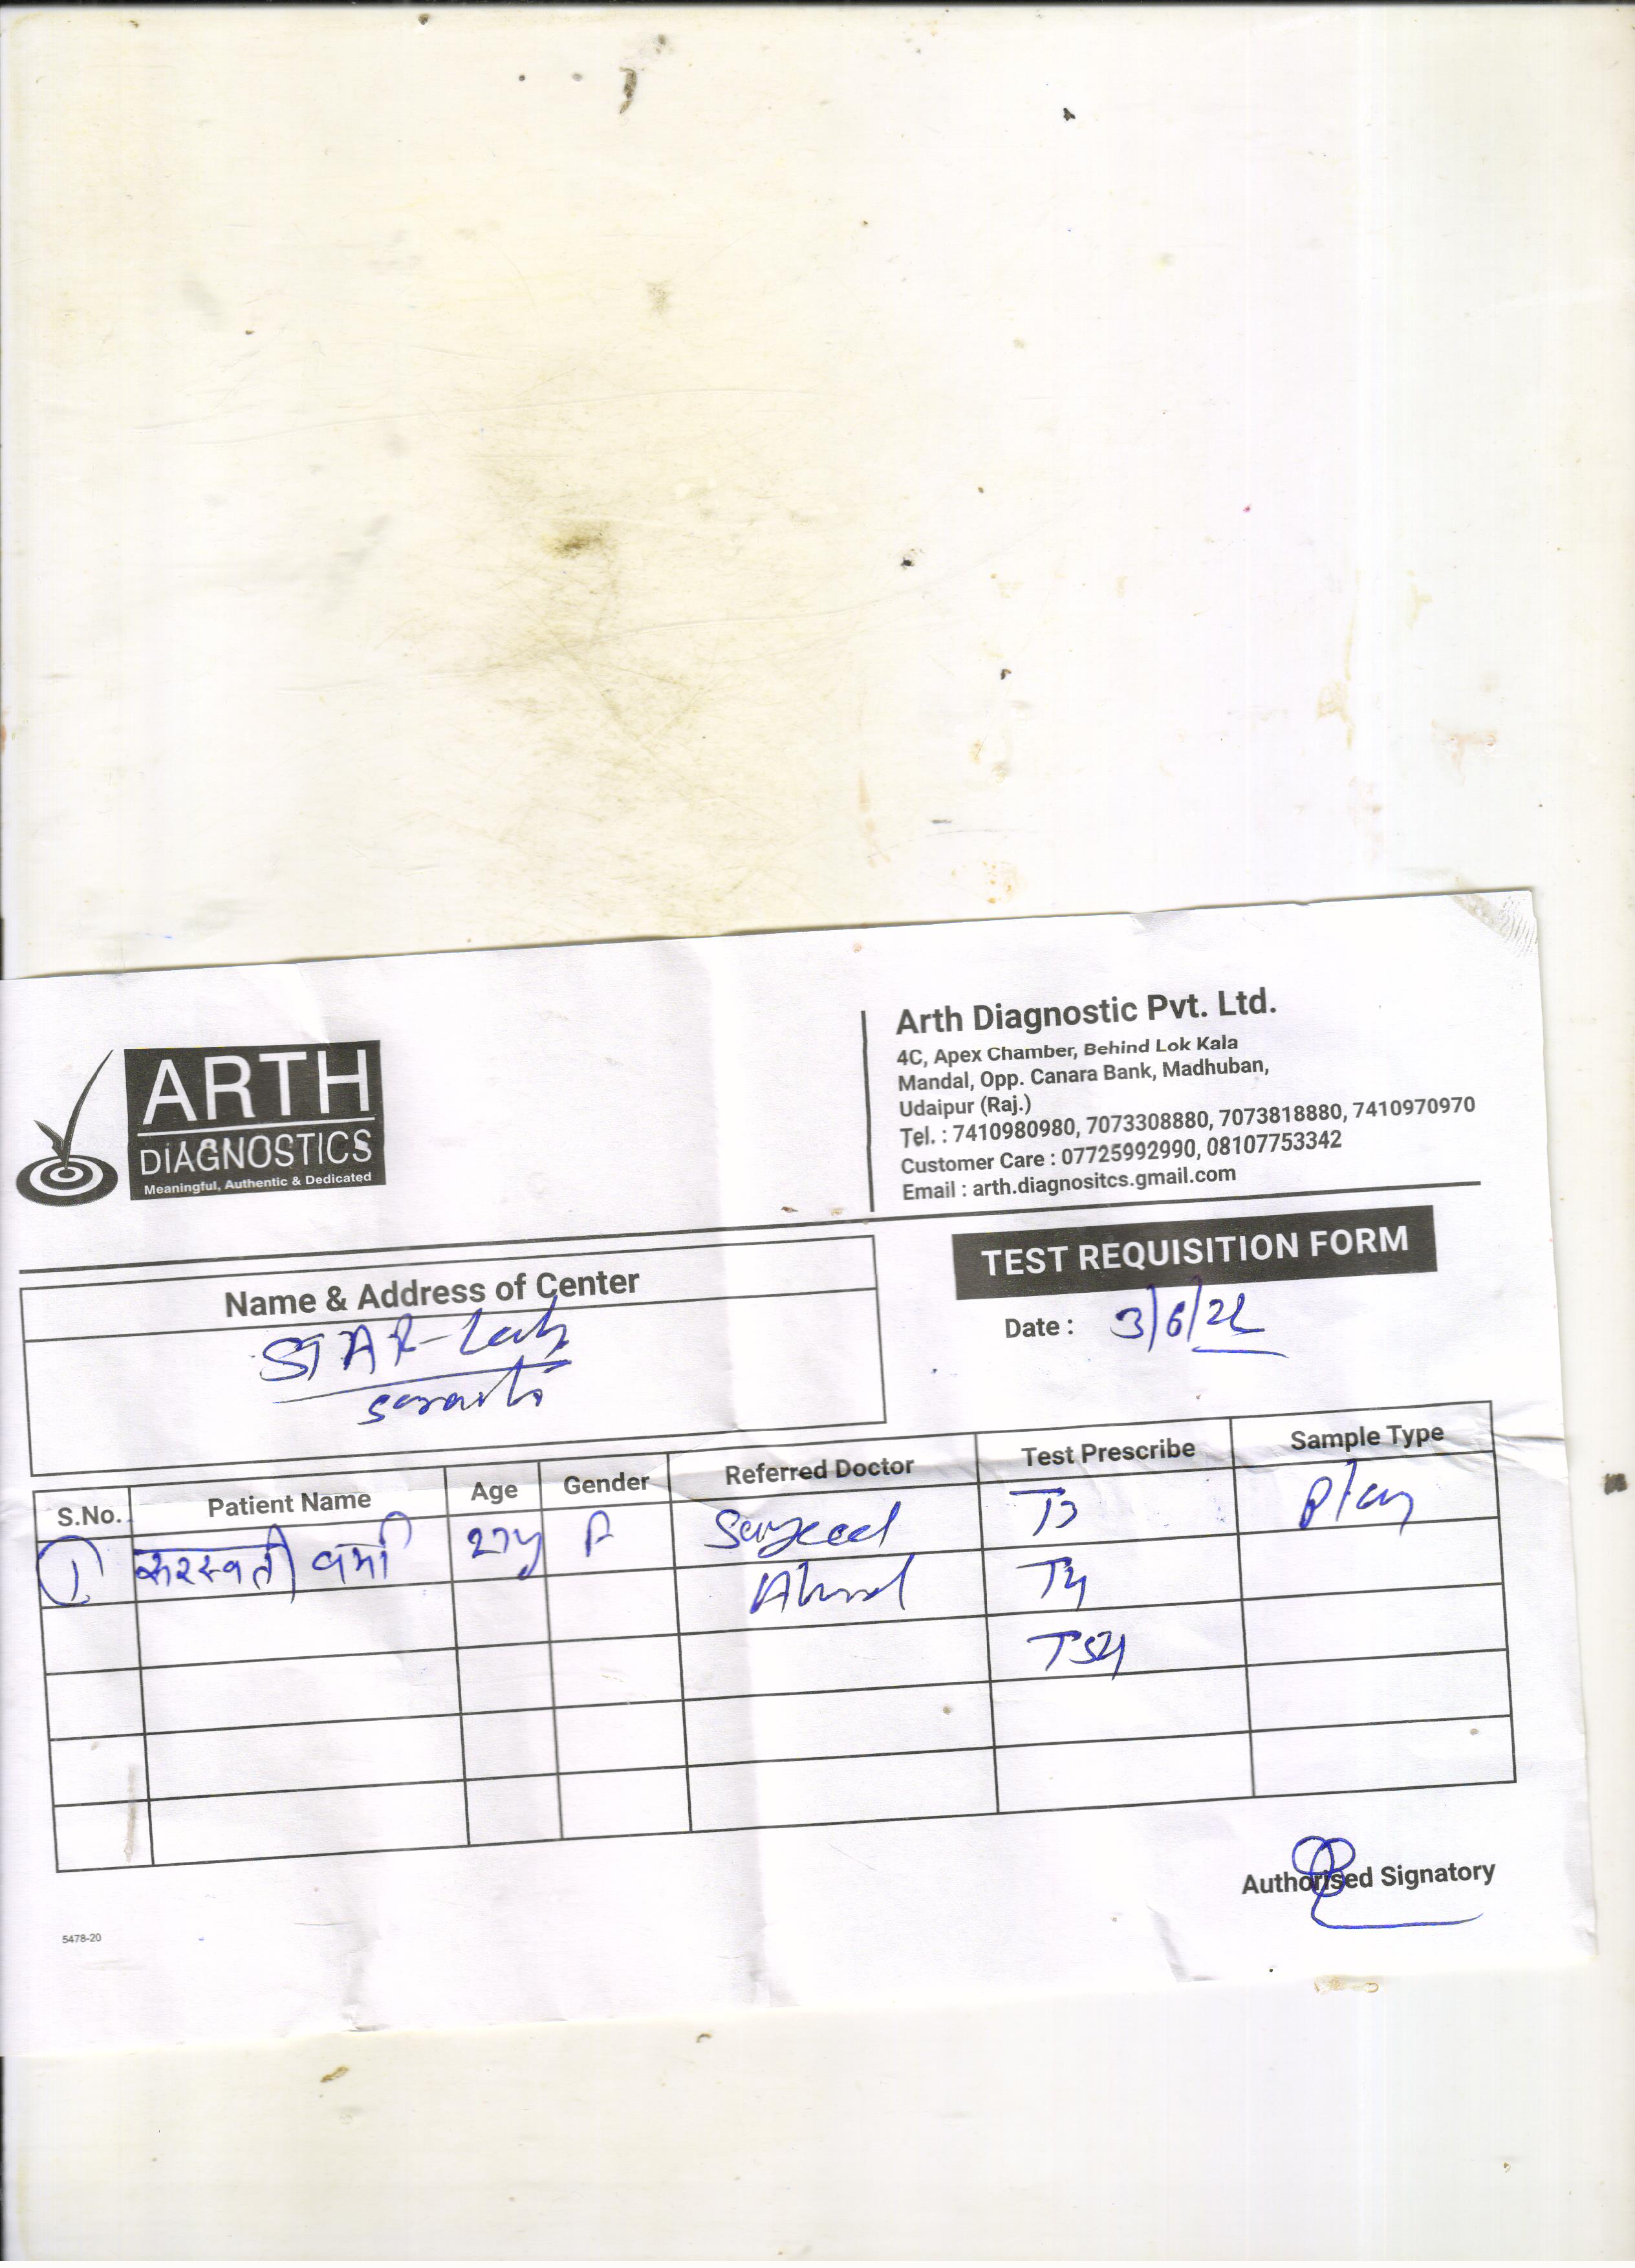 ARTH
DIAGNOSTICS
Meaningful, Authentic & Dedicated
Arth Diagnostic Pvt. Ltd.
4C, Apex Chamber, Behind Lok Kala
Mandal, Opp. Canara Bank, Madhuban,
Udaipur (Raj.)
Tel. : 7410980980, 7073308880, 7073818880, 7410970970
Customer Care : 07725992990, 08107753342
Email : arth.diagnositcs.gmail.com
TEST REQUISITION FORM
Name & Address of Center
STAR-Lab
Date : 3/6/22
S.No. Patient Name Age Gender Referred Doctor Test Prescribe Sample Type
1. सरस्वती वर्मा 27y F Sayeed T3
Ahmd T4
TSH
Authorised Signatory
5478-20